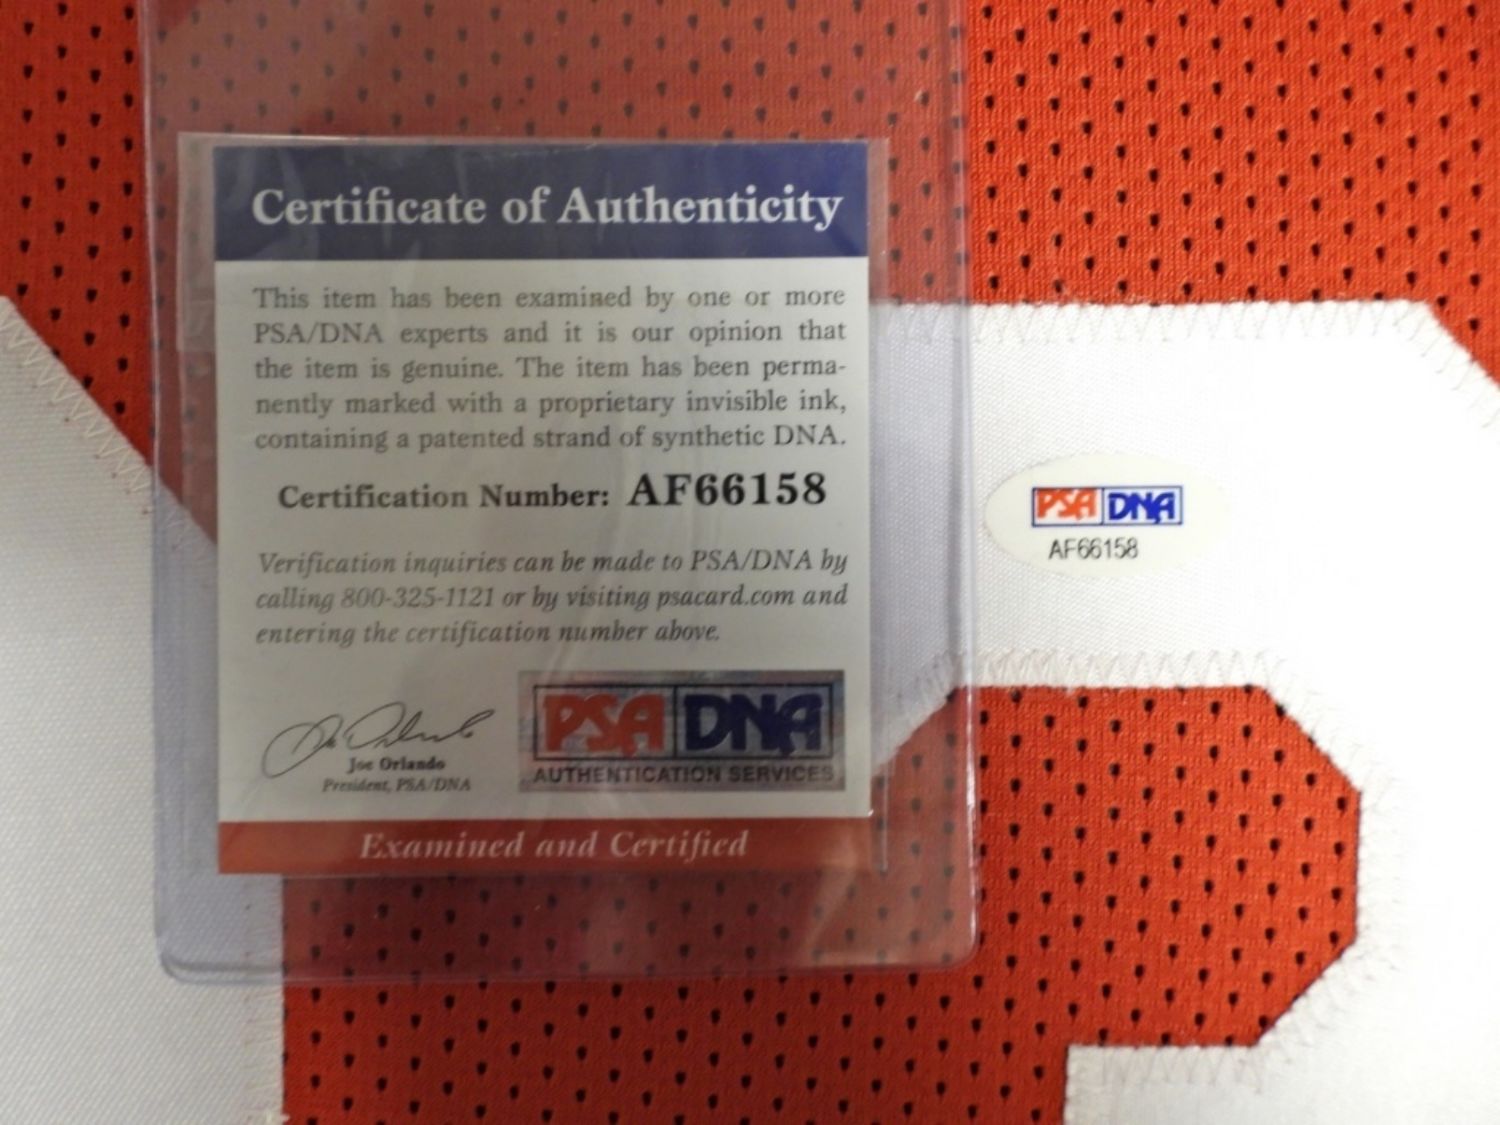 Certificate of Authenticity
This item has been examined by one or more
PSA/DNA experts and it is our opinion that
the item is genuine. The item has been perma-
nently marked with a proprietary invisible ink,
containing a patented strand of synthetic DNA.
Certification Number: AF66158
Verification inquiries can be made to PSA/DNA by
calling 800-325-1121 or by visiting psacard.com and
entering the certification number above.
Joe Orlando
President, PSA/DNA
PSA DNA
AUTHENTICATION SERVICES
Examined and Certified
PSA DNA
AF66158